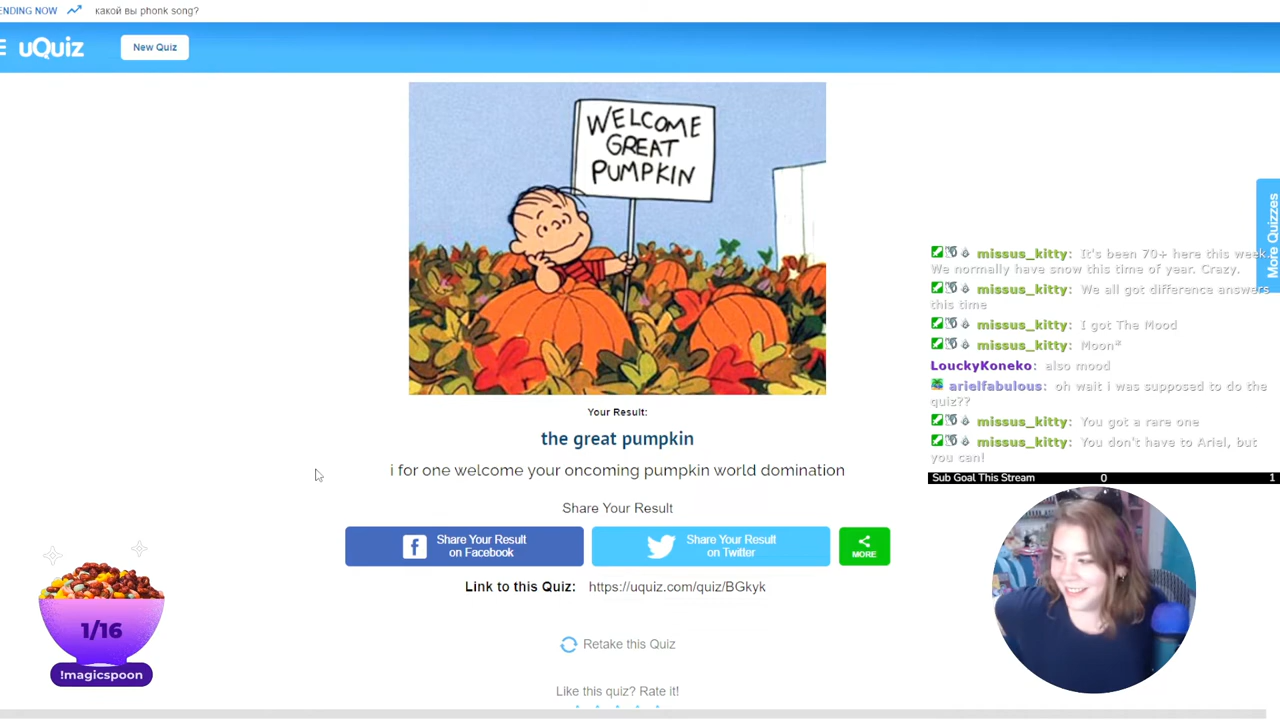 ENDING NOW
какой вы phonk song?
uQuiz
New Quiz
WELCOME
GREAT
PUMPKIN
More Quizzes
Your Result:
the great pumpkin
i for one welcome your oncoming pumpkin world domination
Share Your Result
Share Your Result
on Facebook
Share Your Result
on Twitter
MORE
Link to this Quiz: https://uquiz.com/quiz/BGkyk
Retake this Quiz
Like this quiz? Rate it!
missus_kitty: It's been 70+ here this week.
We normally have snow this time of year. Crazy.
missus_kitty: We all got difference answers
this time
missus_kitty: I got The Mood
missus_kitty: Moon*
LouckyKoneko: also mood
arielfabulous: oh wait i was supposed to do the
quiz??
missus_kitty: You got a rare one
missus_kitty: You don't have to Ariel, but
you can!
Sub Goal This Stream 0 1
1/16
!magicspoon